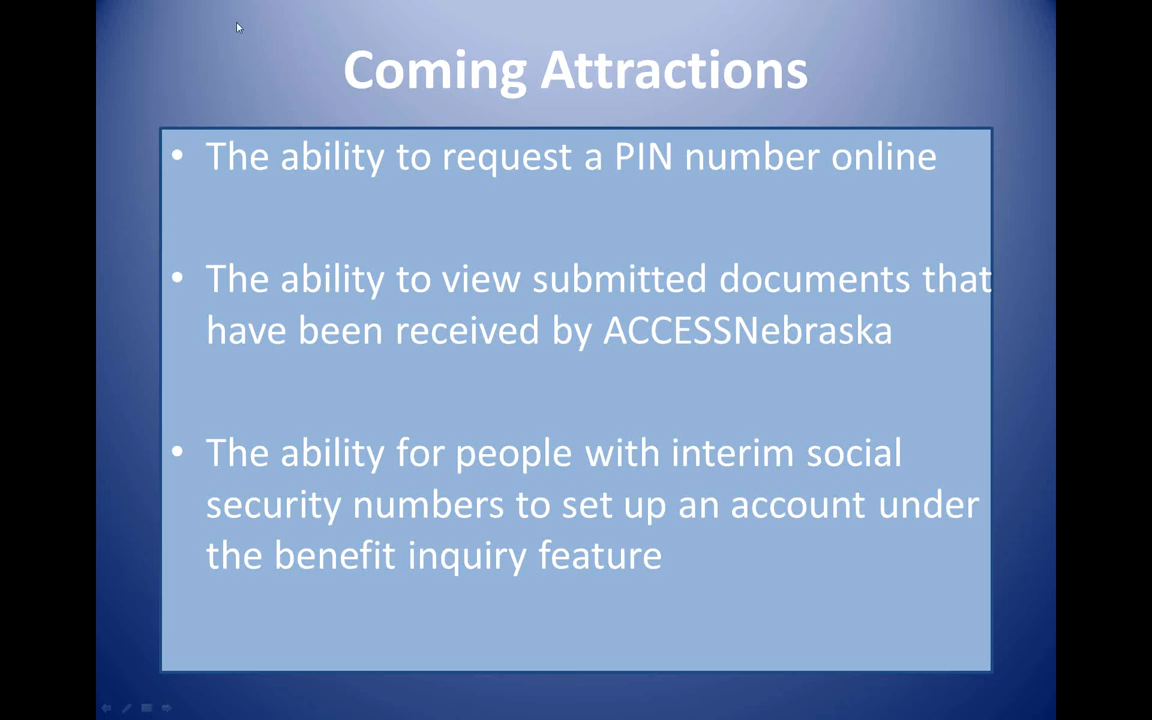 Coming Attractions
• The ability to request a PIN number online
• The ability to view submitted documents that
have been received by ACCESSNebraska
• The ability for people with interim social
security numbers to set up an account under
the benefit inquiry feature